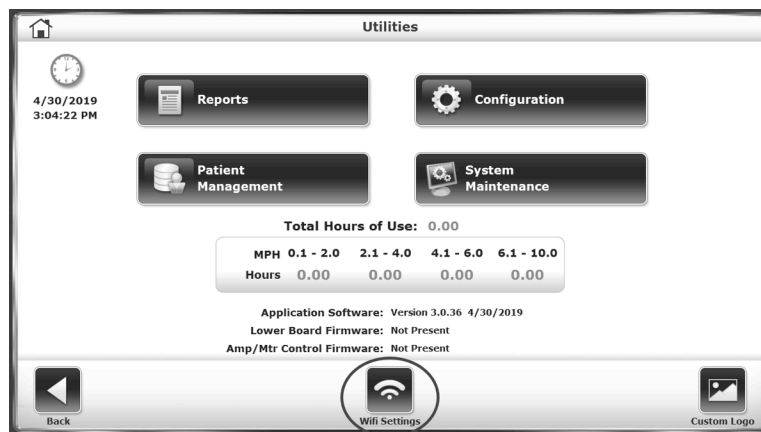 Utilities
4/30/2019
3:04:22 PM
Reports
Configuration
Patient
Management
System
Maintenance
Total Hours of Use: 0.00
MPH 0.1 - 2.0 2.1 - 4.0 4.1 - 6.0 6.1 - 10.0
Hours 0.00 0.00 0.00 0.00
Application Software: Version 3.0.36 4/30/2019
Lower Board Firmware: Not Present
Amp/Mtr Control Firmware: Not Present
Back
Wifi Settings
Custom Logo